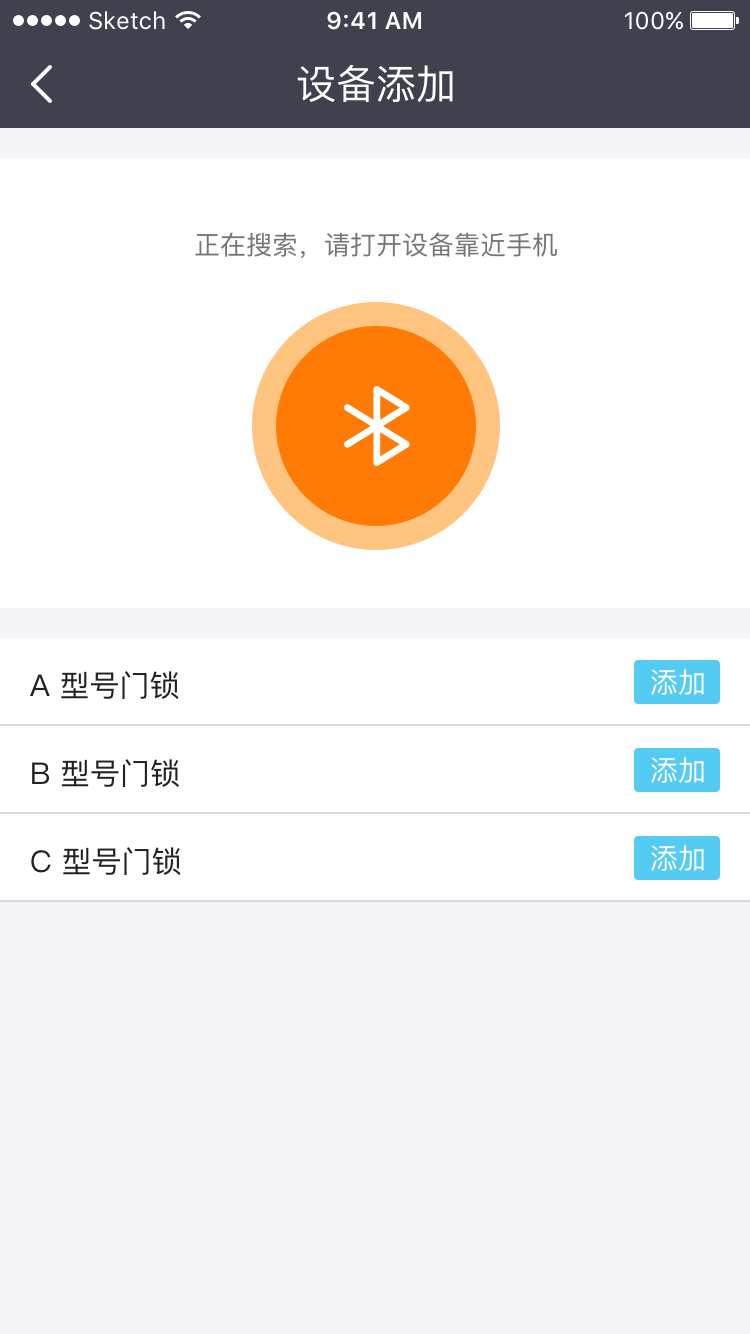 Sketch 9:41 AM 100%
设备添加
正在搜索，请打开设备靠近手机
A 型号门锁 添加
B 型号门锁 添加
C 型号门锁 添加